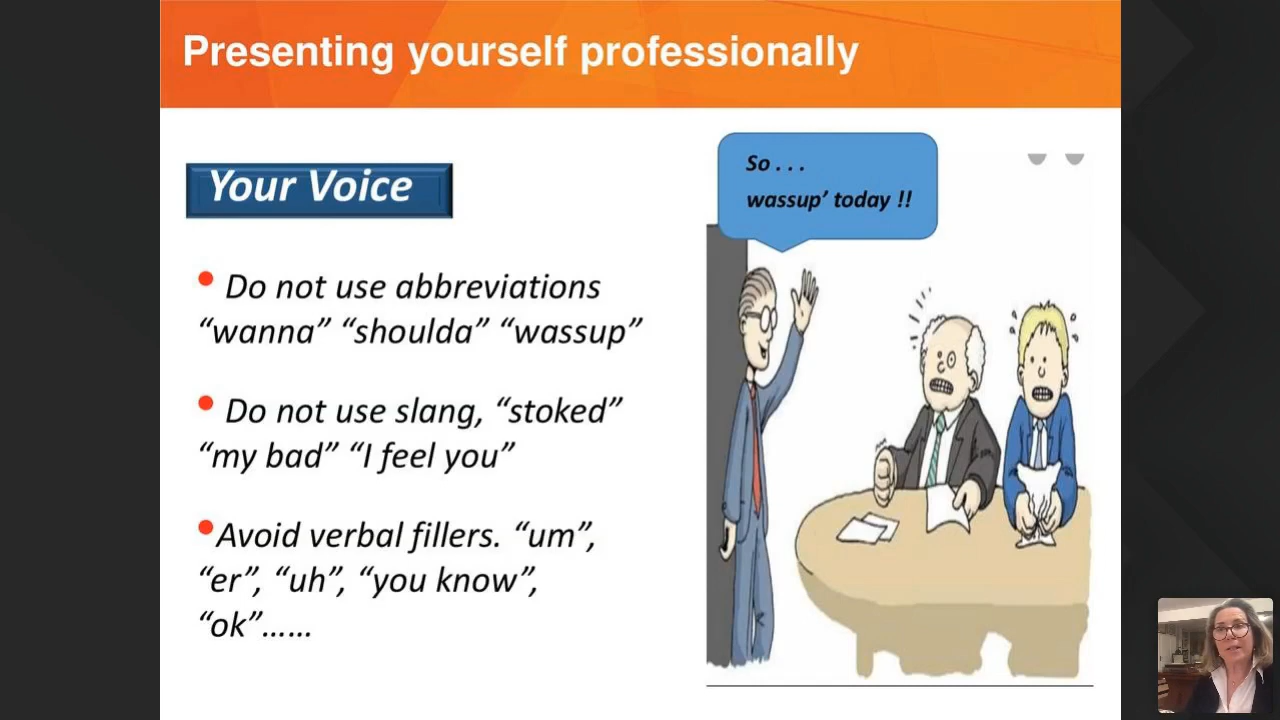 Presenting yourself professionally
Your Voice
• Do not use abbreviations
“wanna” “shoulda” “wassup”
• Do not use slang, “stoked”
“my bad” “I feel you”
•Avoid verbal fillers. “um”,
“er”, “uh”, “you know”,
“ok”......
So . . .
wassup’ today !!